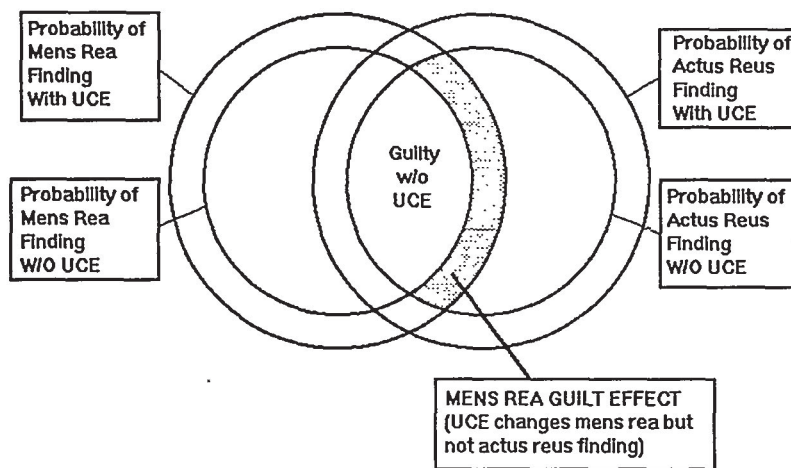 Probability of
Mens Rea
Finding
With UCE
Probability of
Actus Reus
Finding
With UCE
Guilty
w/o
UCE
Probability of
Mens Rea
Finding
W/O UCE
Probability of
Actus Reus
Finding
W/O UCE
MENS REA GUILT EFFECT
(UCE changes mens rea but
not actus reus finding)